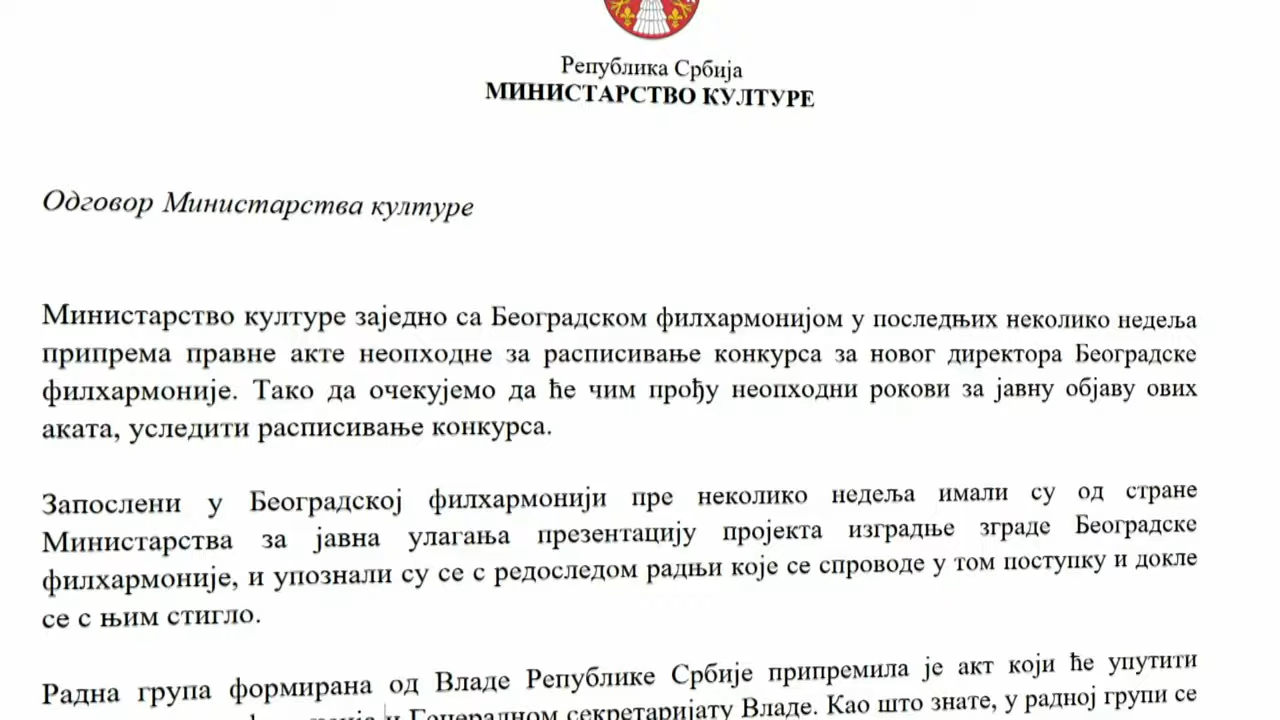 Република Србија
МИНИСТАРСТВО КУЛТУРЕ
Одговор Министарства културе
Министарство културе заједно са Београдском филхармонијом у последњих неколико недеља
припрема правне акте неопходне за расписивање конкурса за новог директора Београдске
филхармоније. Тако да очекујемо да ће чим прођу неопходни рокови за јавну објаву ових
аката, уследити расписивање конкурса.
Запослени у Београдској филхармонији пре неколико недеља имали су од стране
Министарства за јавна улагања презентацију пројекта изградње зграде Београдске
филхармоније, и упознали су се с редоследом радњи које се спроводе у том поступку и докле
се с њим стигло.
Радна група формирана од Владе Републике Србије припремила је акт који ће упутити
и Генералном секретаријату Владе. Као што знате, у радној групи се